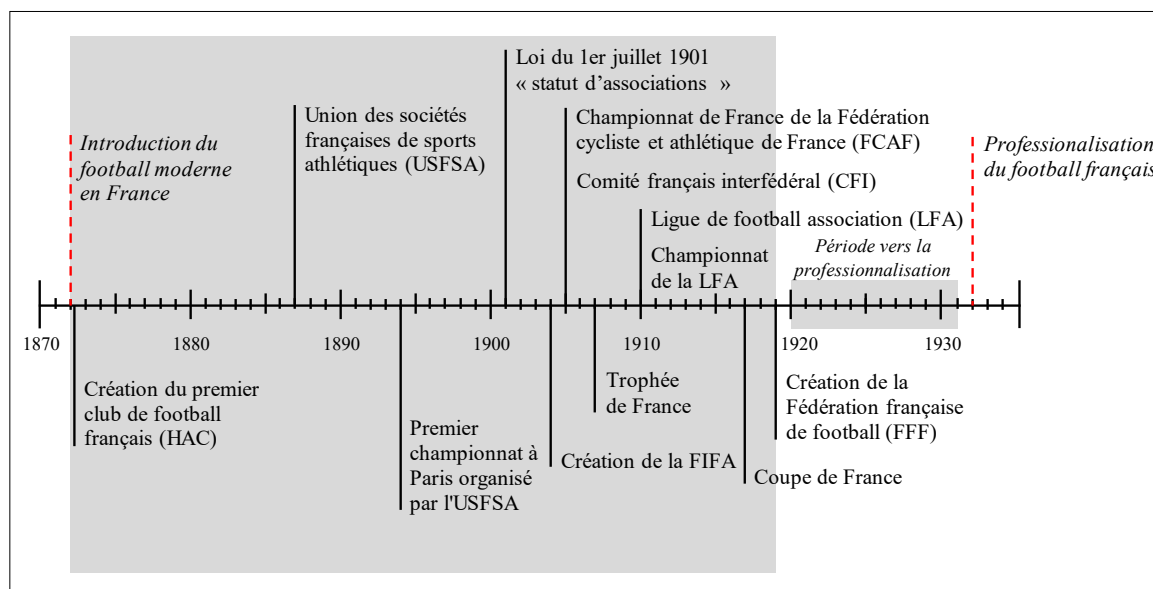 Loi du 1er juillet 1901
« statut d’associations »
Union des sociétés
françaises de sports
athlétiques (USFSA)
Championnat de France de la Fédération
cycliste et athlétique de France (FCAF)
Comité français interfédéral (CFI)
Introduction du
football moderne
en France
Professionalisation
du football français
Ligue de football association (LFA)
Championnat
de la LFA
Période vers la
professionnalisation
1870
1880
1890
1900
1910
1920
1930
Création du premier
club de football
français (HAC)
Premier
championnat à
Paris organisé
par l'USFSA
Création de la FIFA
Trophée
de France
Coupe de France
Création de la
Fédération française
de football (FFF)